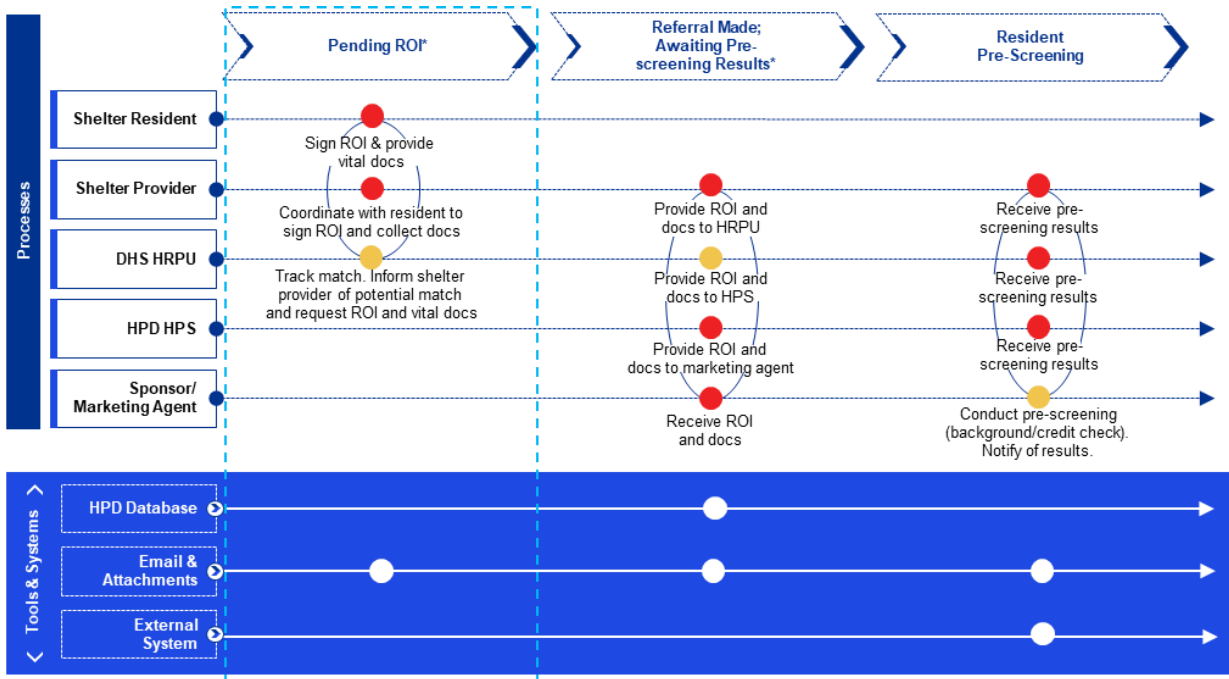 Pending ROI*
Referral Made;
Awaiting Pre-
screening Results*
Resident
Pre-Screening
Processes
Shelter Resident
Sign ROI & provide
vital docs
Shelter Provider
Coordinate with resident to
sign ROI and collect docs
Provide ROI and
docs to HRPU
Receive pre-
screening results
DHS HRPU
Track match. Inform shelter
provider of potential match
and request ROI and vital docs
Provide ROI and
docs to HPS
Receive pre-
screening results
HPD HPS
Provide ROI and
docs to marketing agent
Receive pre-
screening results
Sponsor/
Marketing Agent
Receive ROI
and docs
Conduct pre-screening
(background/credit check).
Notify of results.
Tools & Systems
HPD Database
Email &
Attachments
External
System